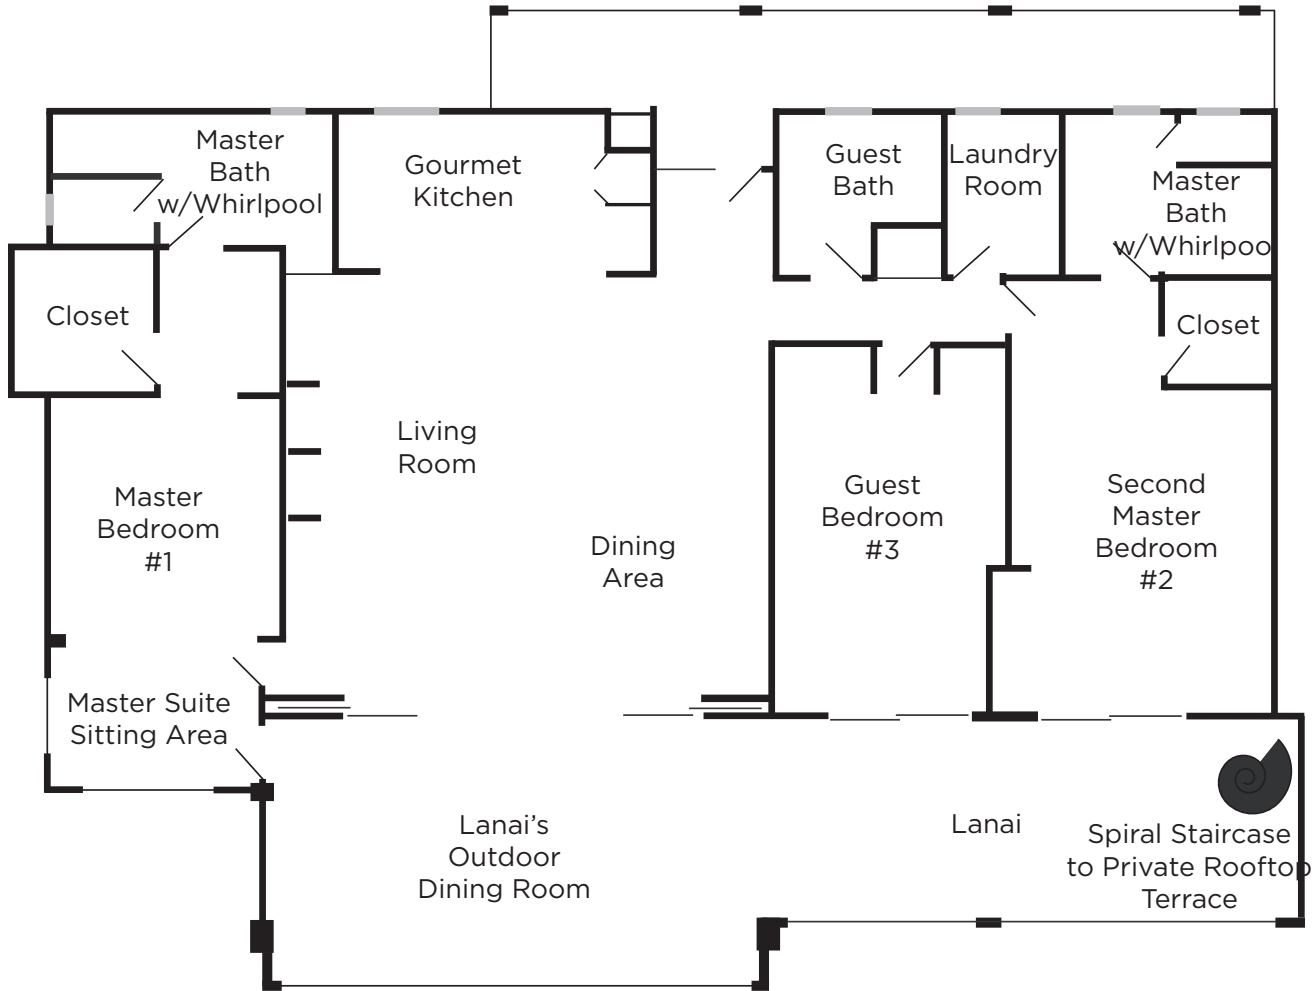 Master
Bath
w/Whirlpool
Gourmet
Kitchen
Guest
Bath
Laundry
Room
Master
Bath
w/Whirlpoo
Closet
Closet
Living
Room
Master
Bedroom
#1
Dining
Area
Guest
Bedroom
#3
Second
Master
Bedroom
#2
Master Suite
Sitting Area
Lanai's
Outdoor
Dining Room
Lanai
Spiral Staircase
to Private Rooftop
Terrace